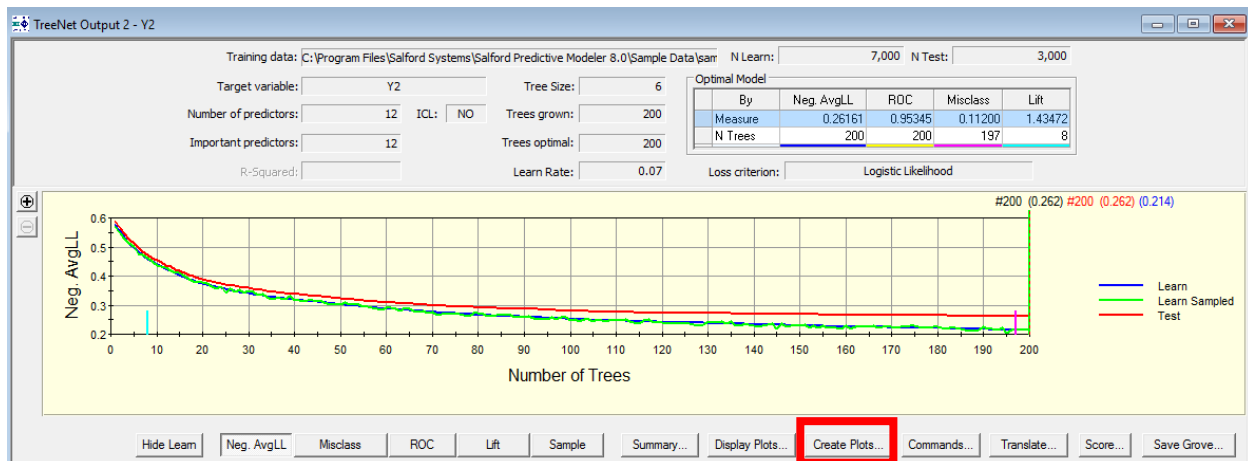 TreeNet Output 2 - Y2
Training data: C:\Program Files\Salford Systems\Salford Predictive Modeler 8.0\Sample Data\sam N Learn: 7,000 N Test: 3,000
Target variable: Y2 Tree Size: 6 Optimal Model
By Neg. AvgLL ROC Misclass Lift
Number of predictors: 12 ICL: NO Trees grown: 200 Measure 0.26161 0.95345 0.11200 1.43472
N Trees 200 200 197 8
Important predictors: 12 Trees optimal: 200
R-Squared: Learn Rate: 0.07 Loss criterion: Logistic Likelihood
#200 (0.262) #200 (0.262) (0.214)
Neg. AvgLL
0.6
0.5
0.4
0.3
0.2
Learn
Learn Sampled
Test
0 10 20 30 40 50 60 70 80 90 100 110 120 130 140 150 160 170 180 190 200
Number of Trees
Hide Learn Neg. AvgLL Misclass ROC Lift Sample Summary... Display Plots... Create Plots... Commands... Translate... Score... Save Grove...